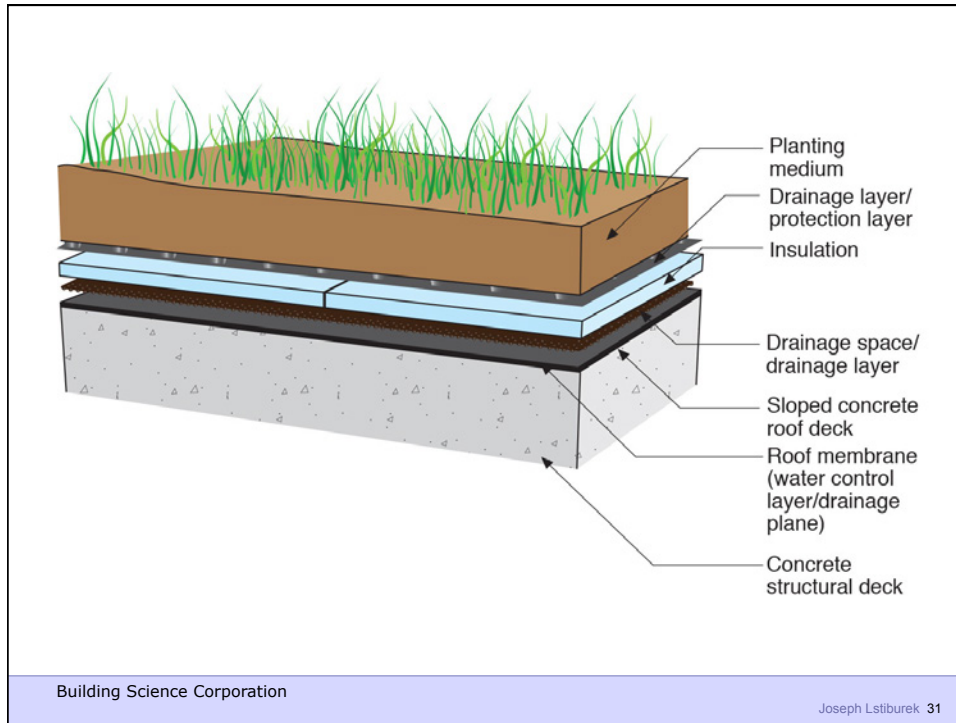 Planting
medium
Drainage layer/
protection layer
Insulation
Drainage space/
drainage layer
Sloped concrete
roof deck
Roof membrane
(water control
layer/drainage
plane)
Concrete
structural deck
Building Science Corporation
Joseph Lstiburek 31